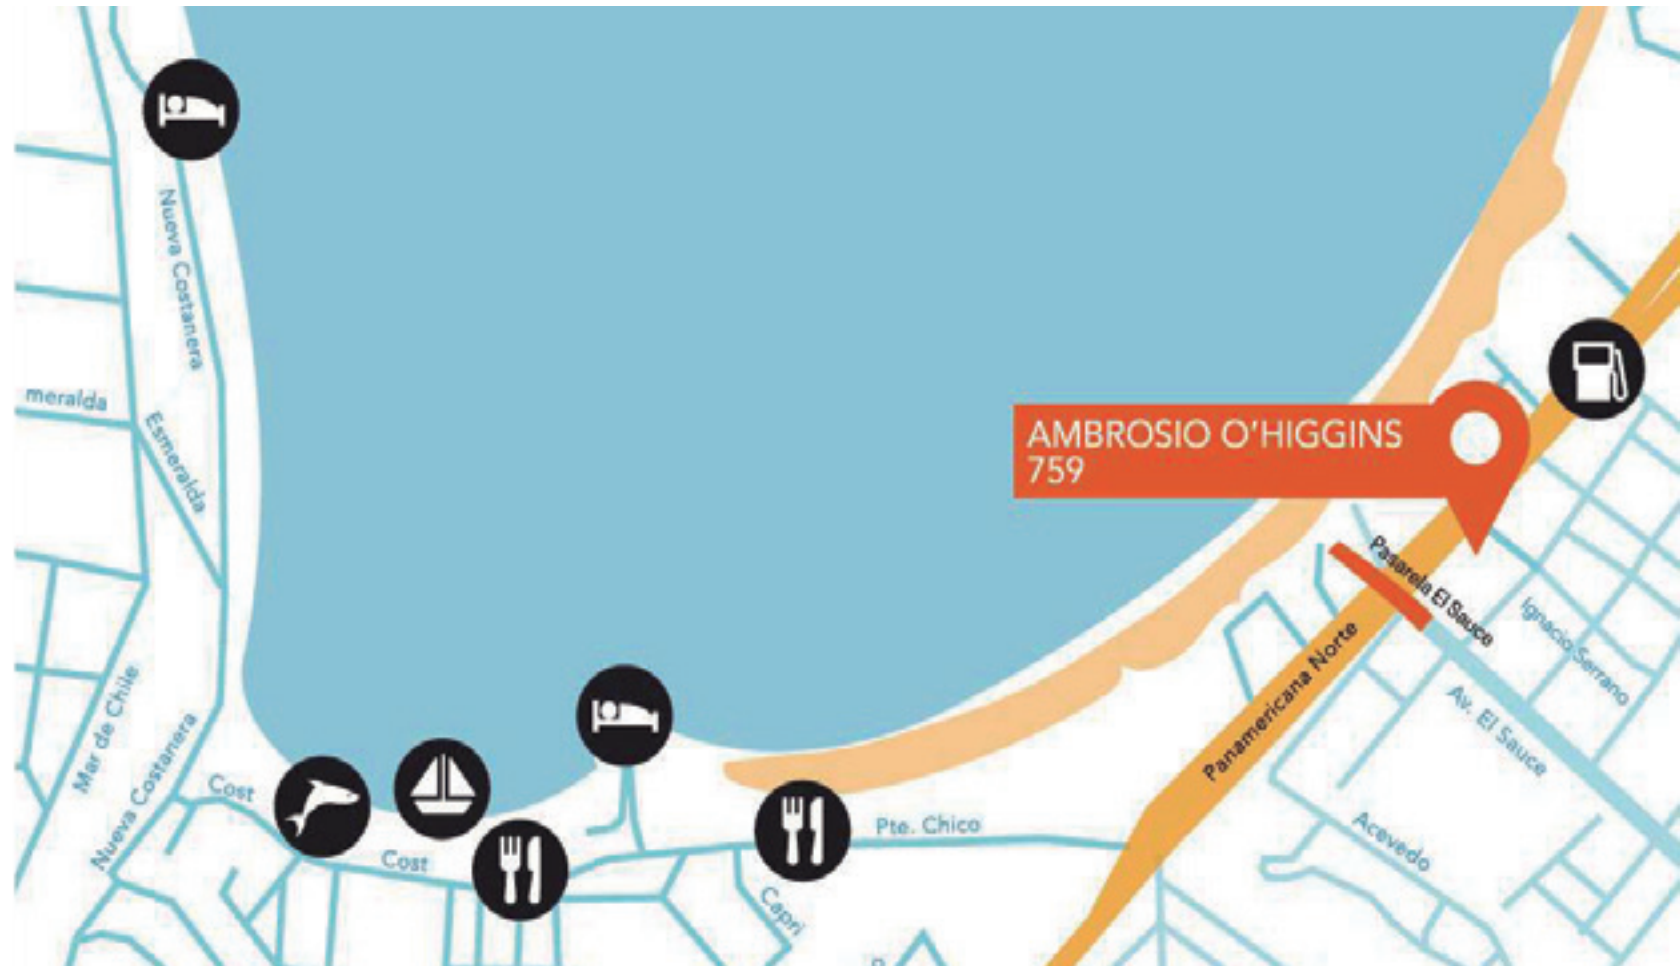 Nueva Costanera
meralda
Esmeralda
AMBROSIO O'HIGGINS
759
Pasarela El Sauce
Ignacio Serrano
Panamericana Norte
Av. El Sauce
Mar de Chile
Nueva Costanera
Cost
Cost
Pte. Chico
Acevedo
Capri